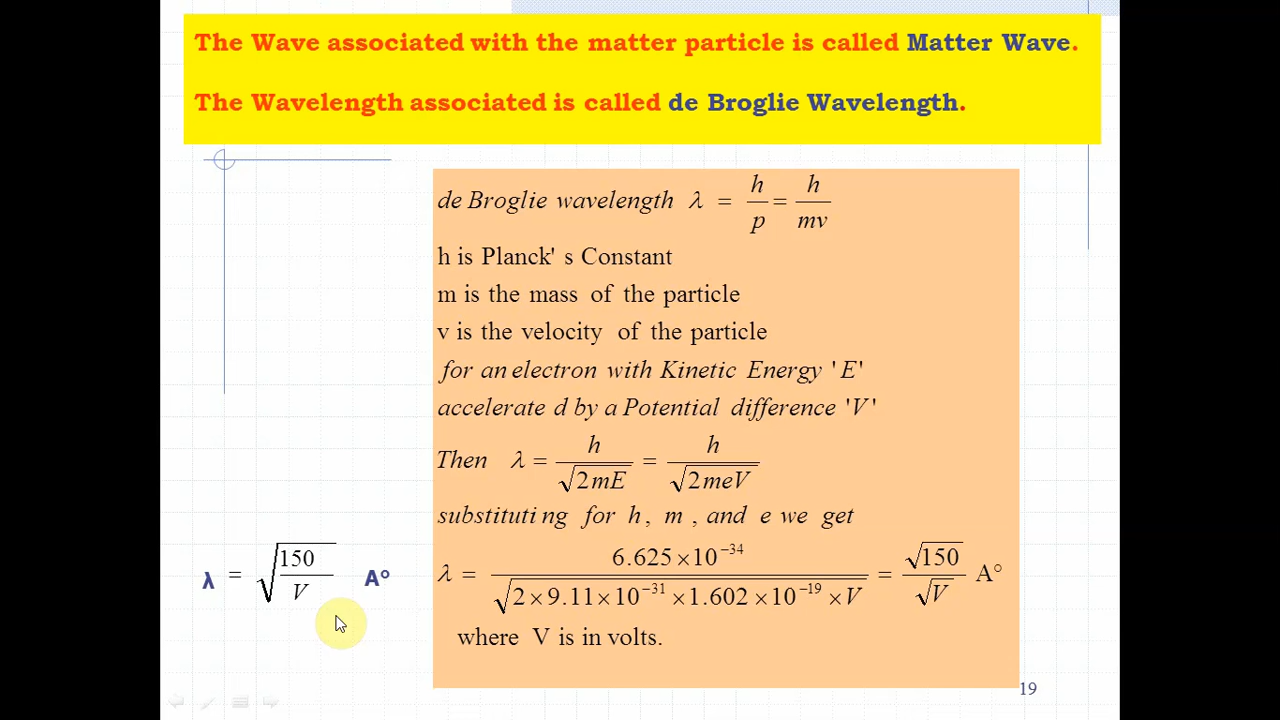 The Wave associated with the matter particle is called Matter Wave.
The Wavelength associated is called de Broglie Wavelength.
de Broglie wavelength λ = h/p = h/mv
h is Planck' s Constant
m is the mass of the particle
v is the velocity of the particle
for an electron with Kinetic Energy ' E'
accelerate d by a Potential difference 'V '
Then λ = h/√2mE = h/√2meV
substituti ng for h , m , and e we get
λ = 6.625×10⁻³⁴/√2×9.11×10⁻³¹×1.602×10⁻¹⁹×V = √150/√V A°
where V is in volts.
λ = √150/V Aº
19